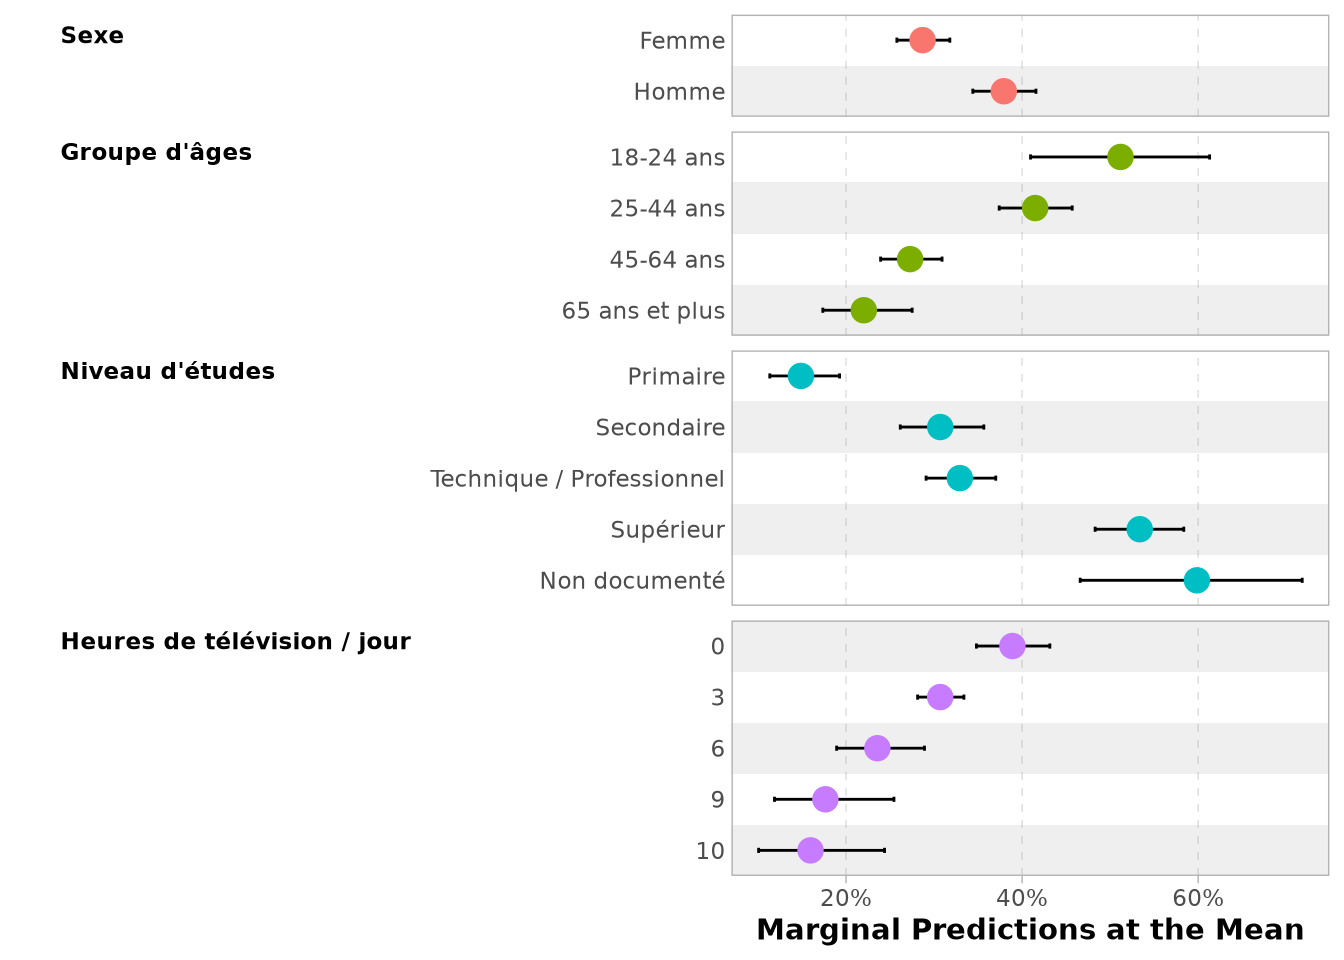 Sexe
Femme
Homme
Groupe d'âges
18-24 ans
25-44 ans
45-64 ans
65 ans et plus
Niveau d'études
Primaire
Secondaire
Technique / Professionnel
Supérieur
Non documenté
Heures de télévision / jour
0
3
6
9
10
20% 40% 60%
Marginal Predictions at the Mean